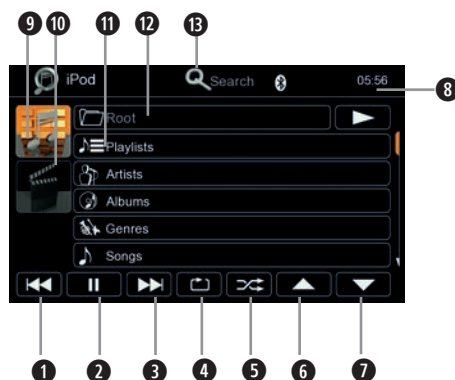 9 10 11 12 13
iPod Search 05:56
8
Root
Playlists
Artists
Albums
Genres
Songs
1 2 3 4 5 6 7